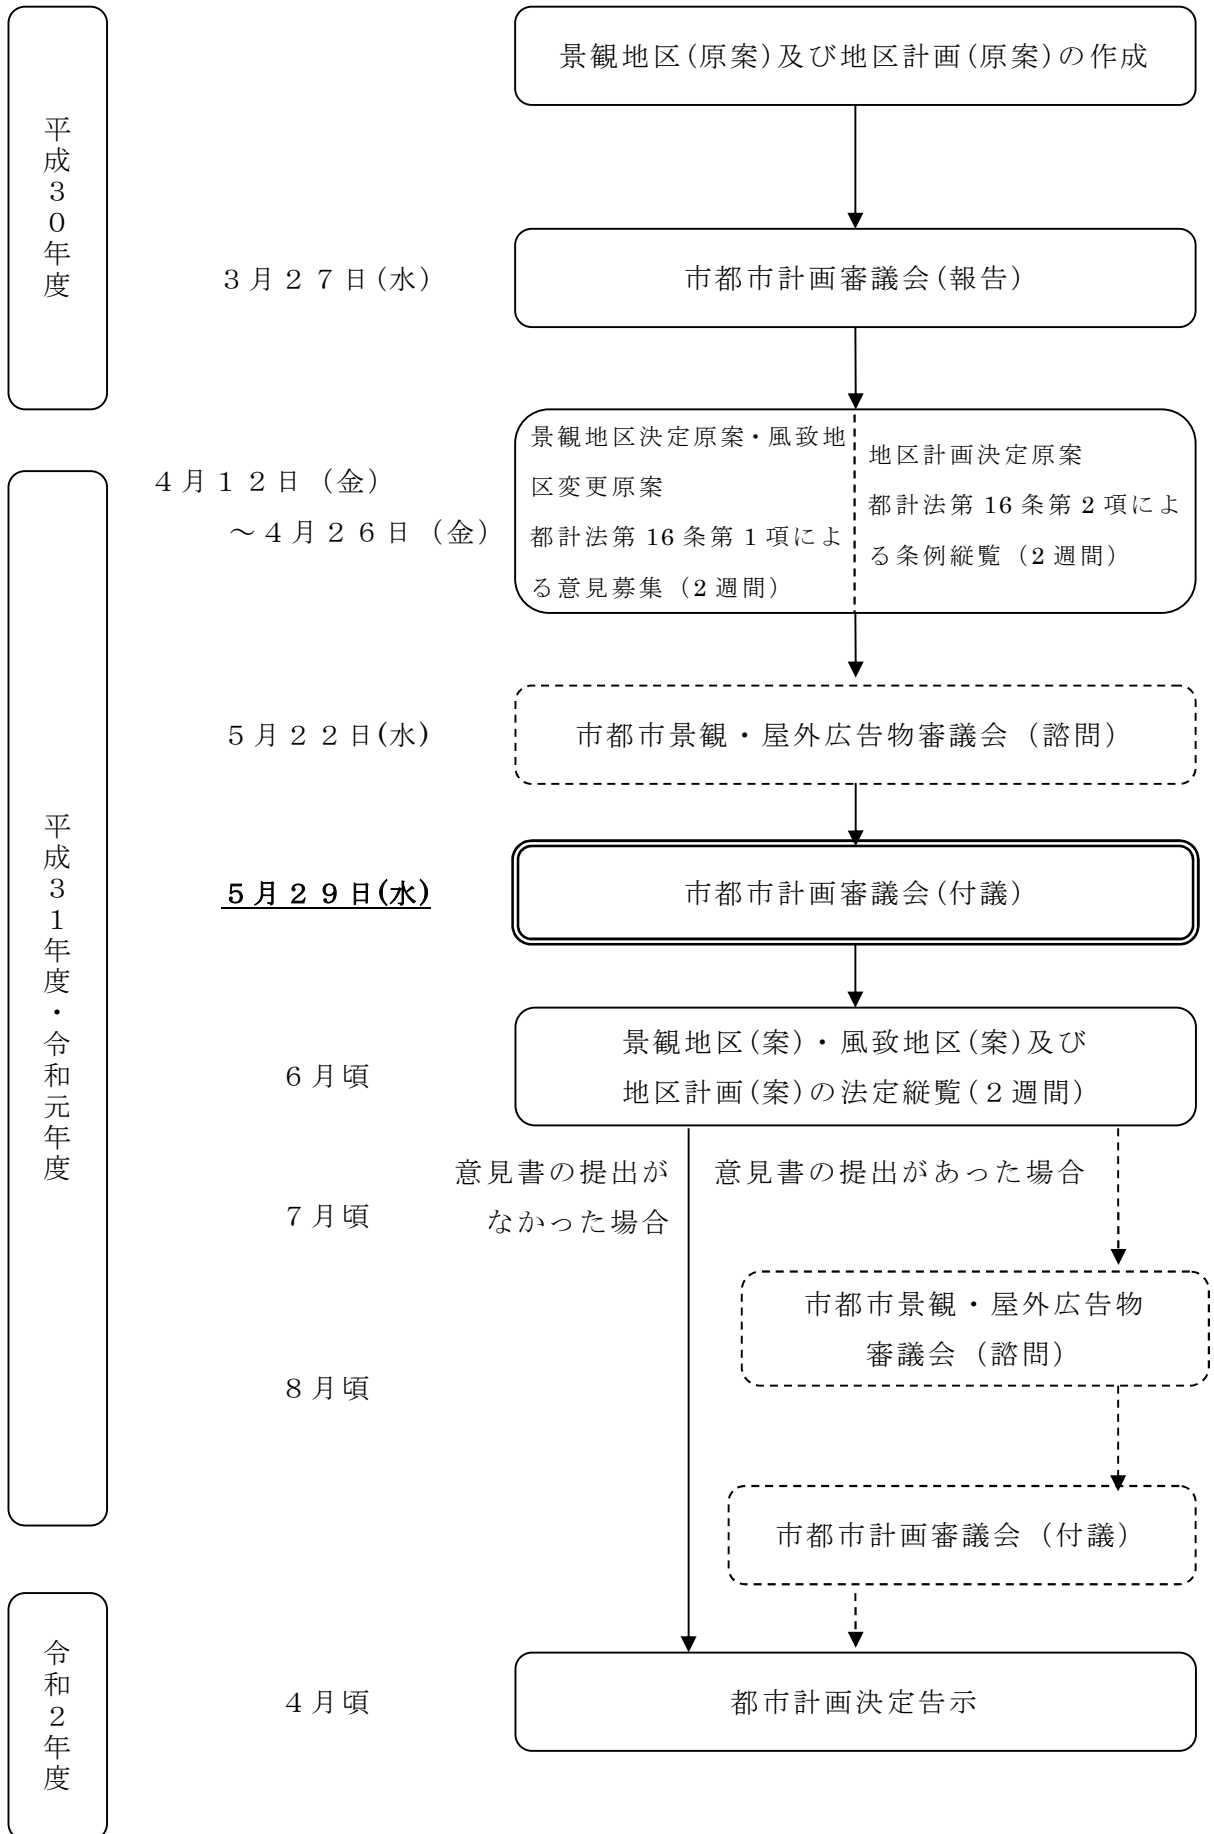 平成３０年度
景観地区(原案)及び地区計画(原案)の作成
３月２７日(水)
市都市計画審議会(報告)
平成３１年度・令和元年度
４月１２日（金）
～４月２６日（金）
景観地区決定原案・風致地
区変更原案
都計法第 16 条第 1 項によ
る意見募集（2 週間）
地区計画決定原案
都計法第 16 条第 2 項によ
る条例縦覧（2 週間）
５月２２日(水)
市都市景観・屋外広告物審議会（諮問）
５月２９日(水)
市都市計画審議会(付議)
６月頃
景観地区(案)・風致地区(案)及び
地区計画(案)の法定縦覧(２週間)
意見書の提出が
なかった場合
意見書の提出があった場合
７月頃
市都市景観・屋外広告物
審議会（諮問）
８月頃
市都市計画審議会（付議）
令和２年度
４月頃
都市計画決定告示